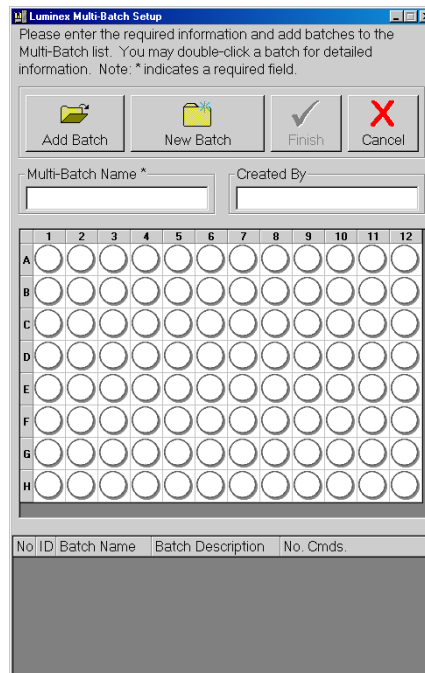 Luminex Multi-Batch Setup
Please enter the required information and add batches to the
Multi-Batch list. You may double-click a batch for detailed
information. Note: * indicates a required field.
Add Batch New Batch Finish Cancel
Multi-Batch Name * Created By
1 2 3 4 5 6 7 8 9 10 11 12
A
B
C
D
E
F
G
H
No ID Batch Name Batch Description No. Cmds.